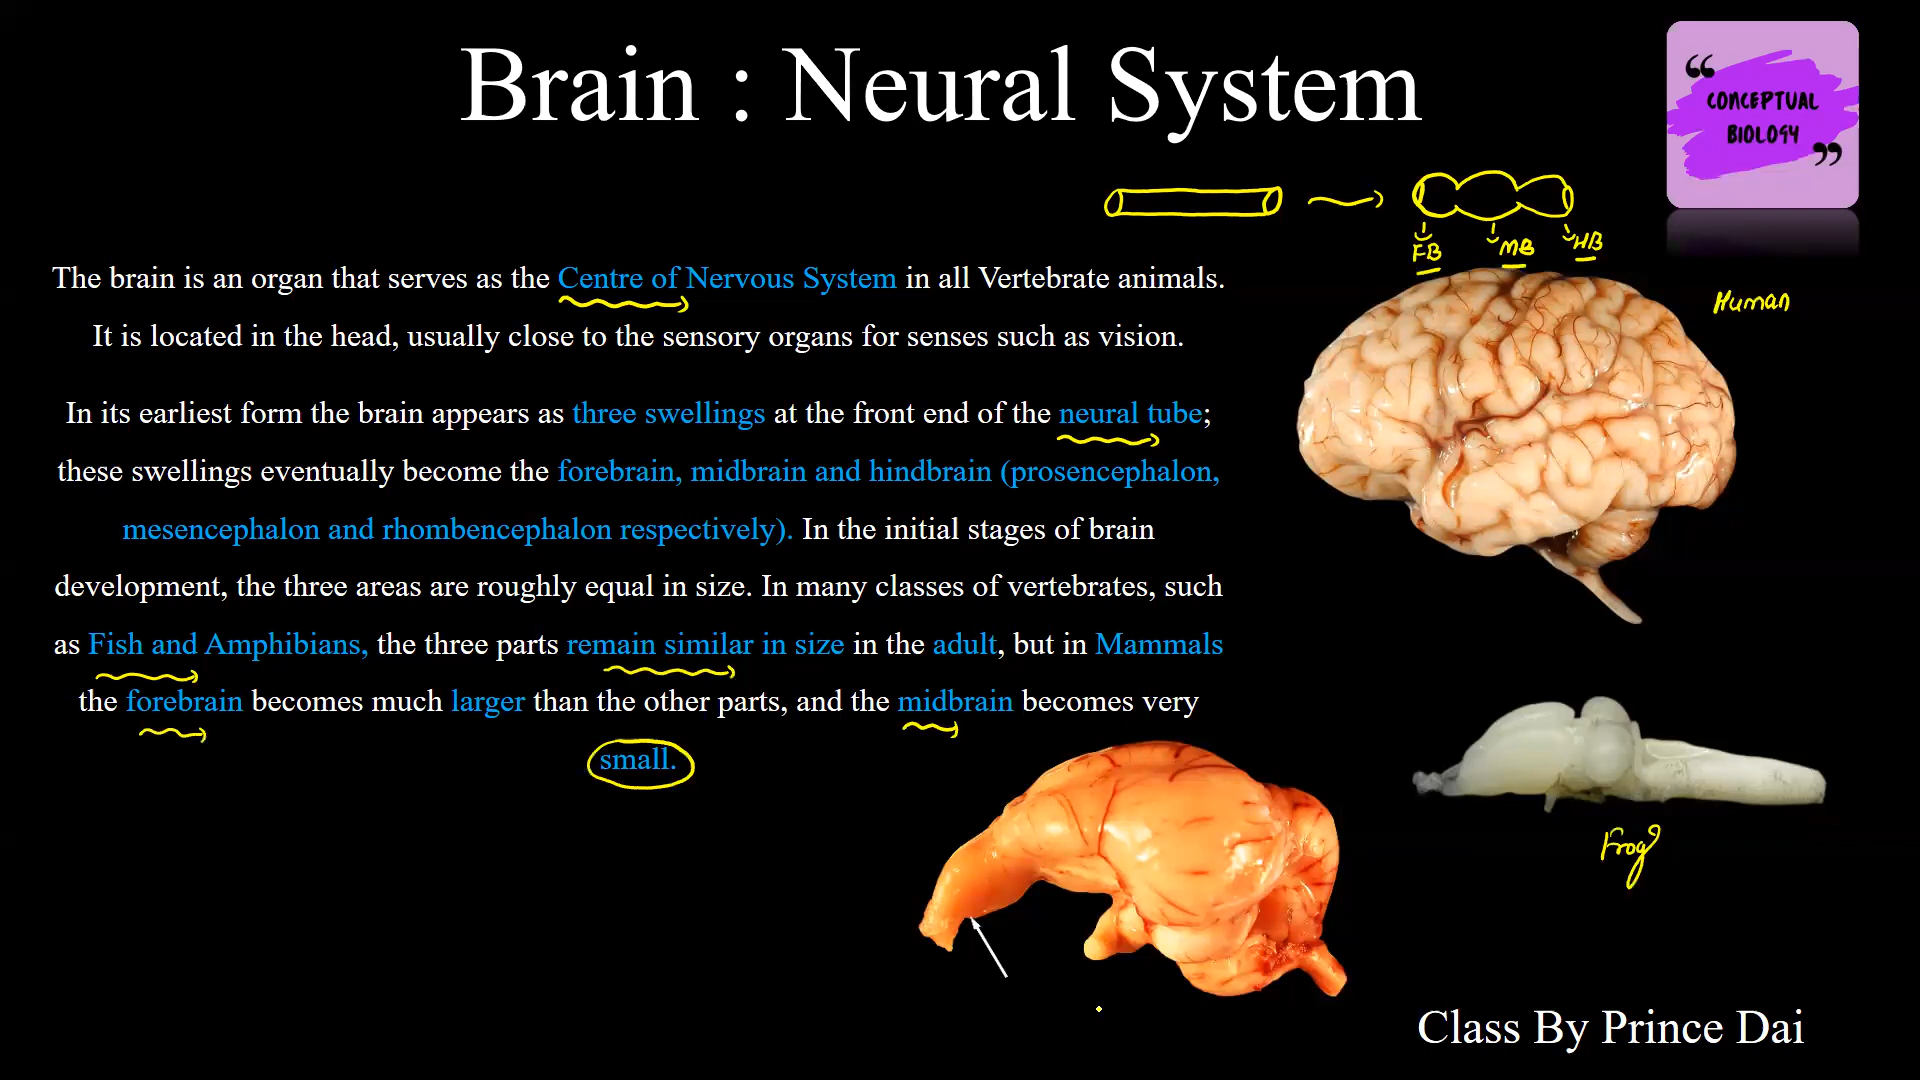 Brain : Neural System
“ CONCEPTUAL
BIOLOGY ”
FB MB HB
Human
The brain is an organ that serves as the Centre of Nervous System in all Vertebrate animals.
It is located in the head, usually close to the sensory organs for senses such as vision.
In its earliest form the brain appears as three swellings at the front end of the neural tube;
these swellings eventually become the forebrain, midbrain and hindbrain (prosencephalon,
mesencephalon and rhombencephalon respectively). In the initial stages of brain
development, the three areas are roughly equal in size. In many classes of vertebrates, such
as Fish and Amphibians, the three parts remain similar in size in the adult, but in Mammals
the forebrain becomes much larger than the other parts, and the midbrain becomes very
small.
Frog
Class By Prince Dai